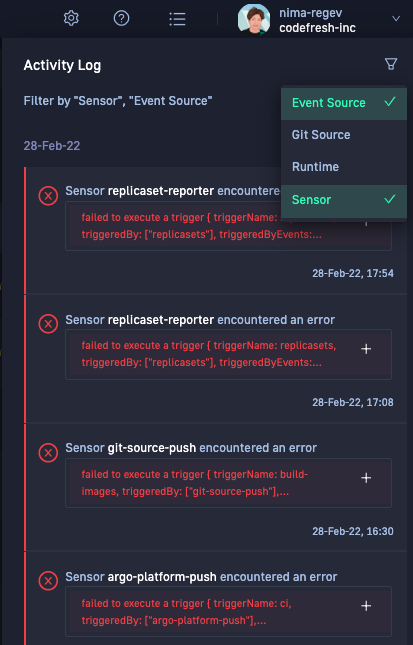 nima-regev
codefresh-inc
Activity Log
Filter by "Sensor", "Event Source"
Event Source
Git Source
Runtime
Sensor
28-Feb-22
Sensor replicaset-reporter encountered
failed to execute a trigger { triggerName:
triggeredBy: ["replicasets"], triggeredByEvents:...
28-Feb-22, 17:54
Sensor replicaset-reporter encountered an error
failed to execute a trigger { triggerName: replicasets,
triggeredBy: ["replicasets"], triggeredByEvents:...
28-Feb-22, 17:08
Sensor git-source-push encountered an error
failed to execute a trigger { triggerName: build-
images, triggeredBy: ["git-source-push"],...
28-Feb-22, 16:30
Sensor argo-platform-push encountered an error
failed to execute a trigger { triggerName: ci,
triggeredBy: ["argo-platform-push"],...